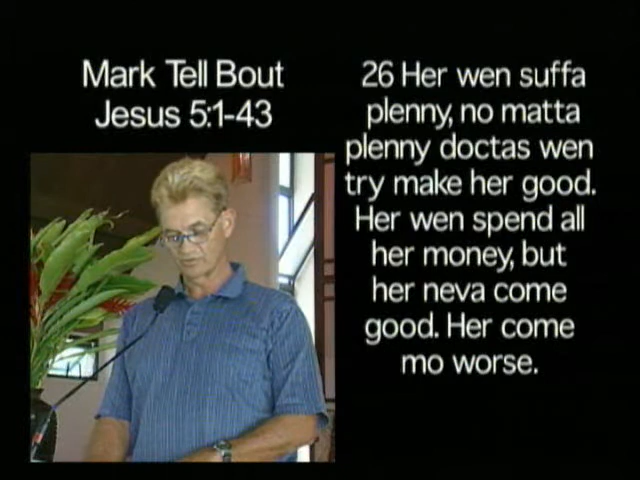 Mark Tell Bout
Jesus 5:1-43
26 Her wen suffa
plenny, no matta
plenny doctas wen
try make her good.
Her wen spend all
her money, but
her neva come
good. Her come
mo worse.